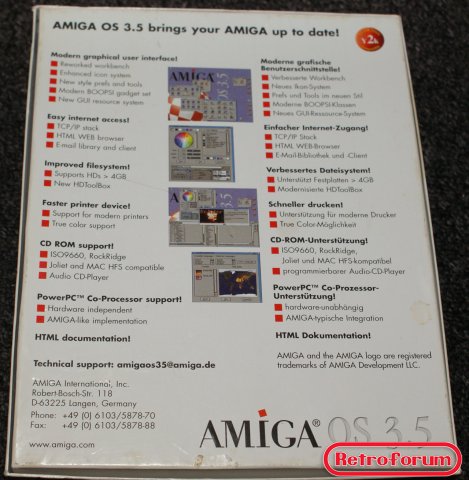 AMIGA OS 3.5 brings your AMIGA up to date!
v2k
Modern graphical user interface!
Reworked workbench
Enhanced icon system
New style prefs and tools
Modern BOOPSI gadget set
New GUI resource system
Easy internet access!
TCP/IP stack
HTML WEB browser
E-mail library and client
Improved filesystem!
Supports HDs > 4GB
New HDToolBox
Faster printer device!
Support for modern printers
True color support
CD ROM support!
ISO9660, RockRidge
Joliet and MAC HFS compatible
Audio CD-Player
PowerPC™ Co-Processor support!
Hardware independent
AMIGA-like implementation
HTML documentation!
AMIGA
OS 3.5
Moderne grafische
Benutzerschnittstelle!
Verbesserte Workbench
Neues Ikon-System
Prefs und Tools im neuen Stil
Moderne BOOPSI-Klassen
Neues GUI-Ressource-System
Einfacher Internet-Zugang!
TCP/IP Stack
HTML WEB-Browser
E-Mail-Bibliothek und -Client
Verbessertes Dateisystem!
Unterstützt Festplatten > 4GB
Modernisierte HDToolBox
Schneller drucken!
Unterstützung für moderne Drucker
True Color-Möglichkeit
CD-ROM-Unterstützung!
ISO9660, RockRidge,
Joliet und MAC HFS-kompatibel
programmierbarer Audio-CD-Player
PowerPC™ Co-Prozessor-
Unterstützung!
hardware-unabhängig
AMIGA-typische Integration
HTML Dokumentation!
AMIGA and the AMIGA logo are registered
trademarks of AMIGA Development LLC.
Technical support: amigaos35@amiga.de
AMIGA International, Inc.
Robert-Bosch-Str. 11B
D-63225 Langen, Germany
Phone: +49 (0) 6103/5878-70
Fax: +49 (0) 6103/5878-88
www.amiga.com
AMIGA® OS 3.5
Retro-Forum